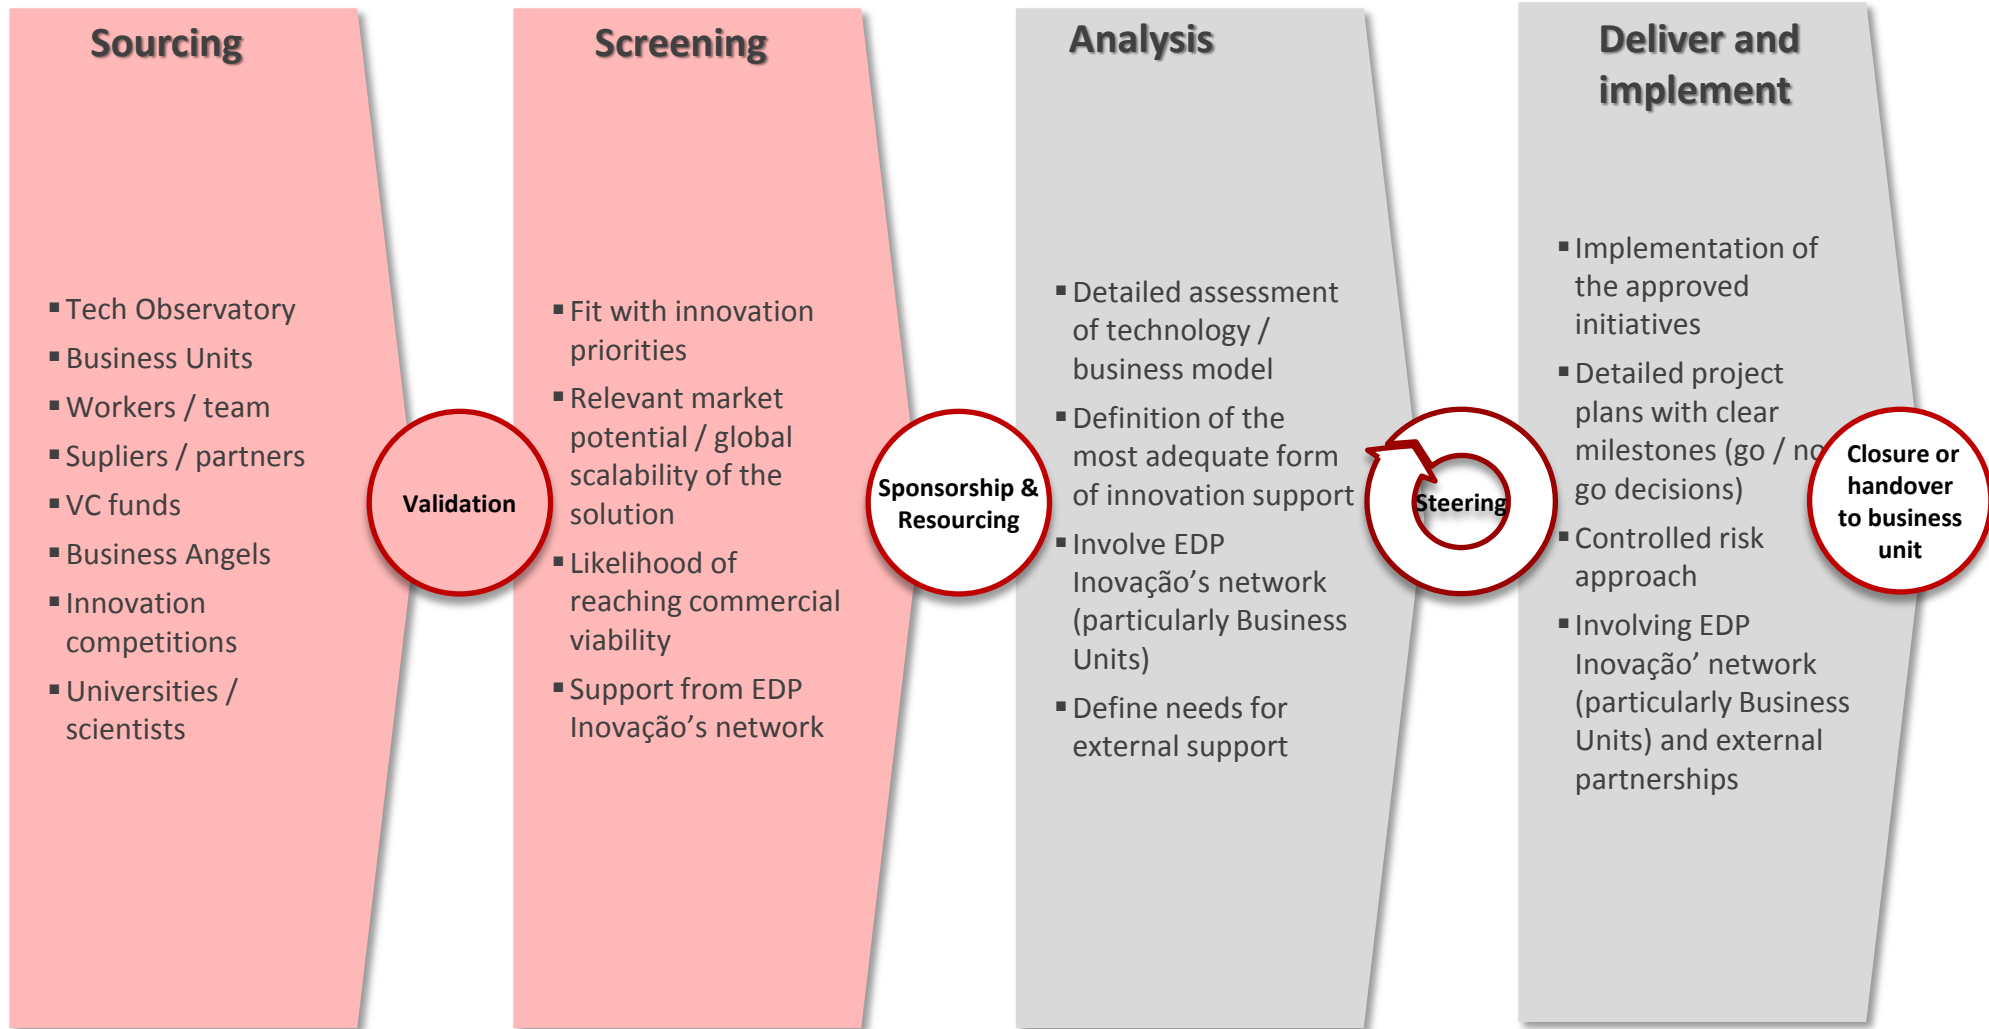 Sourcing
▪ Tech Observatory
▪ Business Units
▪ Workers / team
▪ Supliers / partners
▪ VC funds
▪ Business Angels
▪ Innovation
competitions
▪ Universities /
scientists
Validation
Screening
▪ Fit with innovation
priorities
▪ Relevant market
potential / global
scalability of the
solution
▪ Likelihood of
reaching commercial
viability
▪ Support from EDP
Inovação’s network
Sponsorship &
Resourcing
Analysis
▪ Detailed assessment
of technology /
business model
▪ Definition of the
most adequate form
of innovation support
▪ Involve EDP
Inovação’s network
(particularly Business
Units)
▪ Define needs for
external support
Steering
Deliver and
implement
▪ Implementation of
the approved
initiatives
▪ Detailed project
plans with clear
milestones (go / no
go decisions)
▪ Controlled risk
approach
▪ Involving EDP
Inovação’ network
(particularly Business
Units) and external
partnerships
Closure or
handover
to business
unit